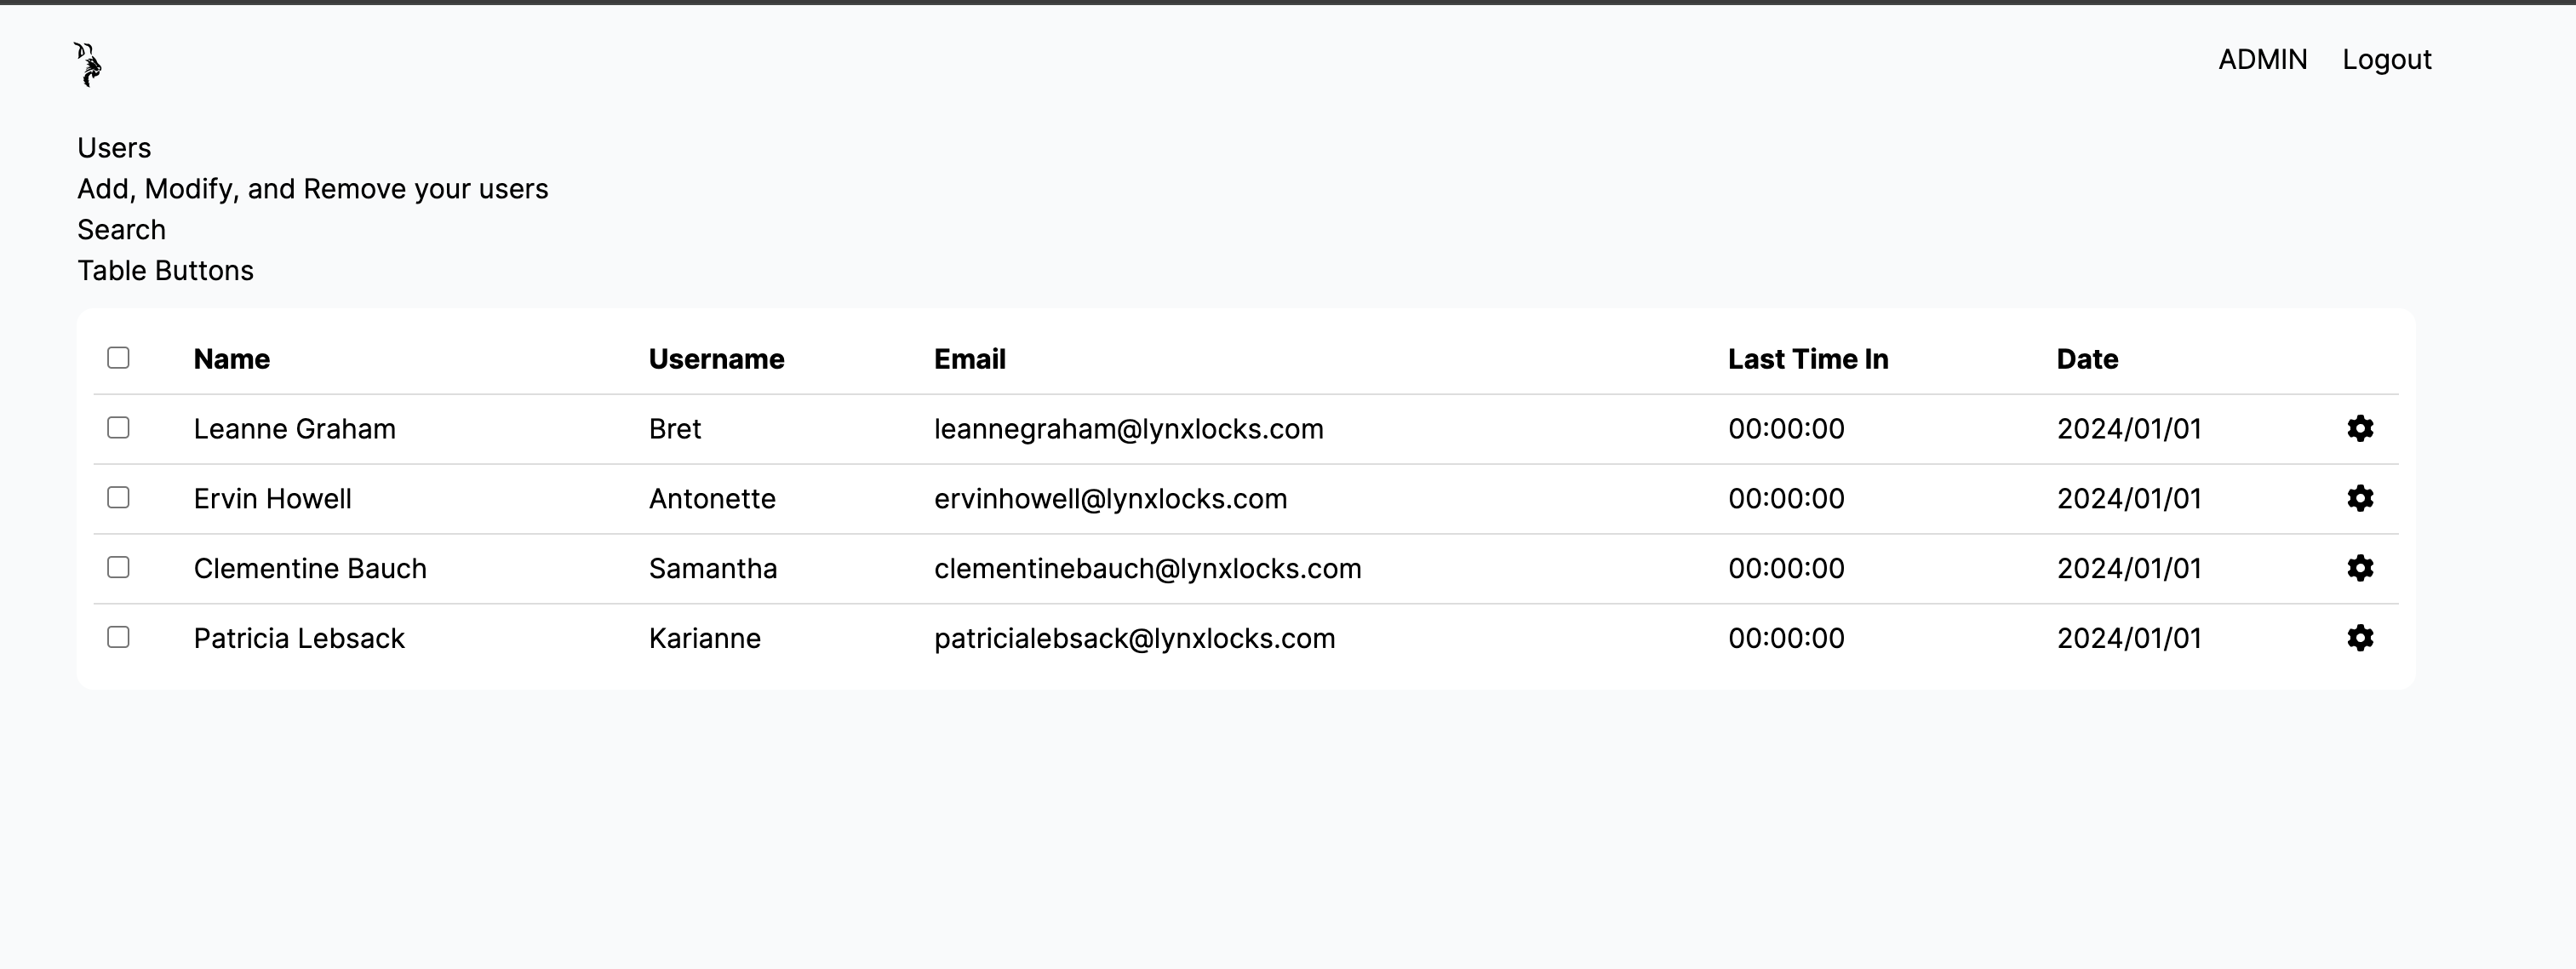 ADMIN Logout
Users
Add, Modify, and Remove your users
Search
Table Buttons
Name Username Email Last Time In Date
Leanne Graham Bret leannegraham@lynxlocks.com 00:00:00 2024/01/01
Ervin Howell Antonette ervinhowell@lynxlocks.com 00:00:00 2024/01/01
Clementine Bauch Samantha clementinebauch@lynxlocks.com 00:00:00 2024/01/01
Patricia Lebsack Karianne patricialebsack@lynxlocks.com 00:00:00 2024/01/01